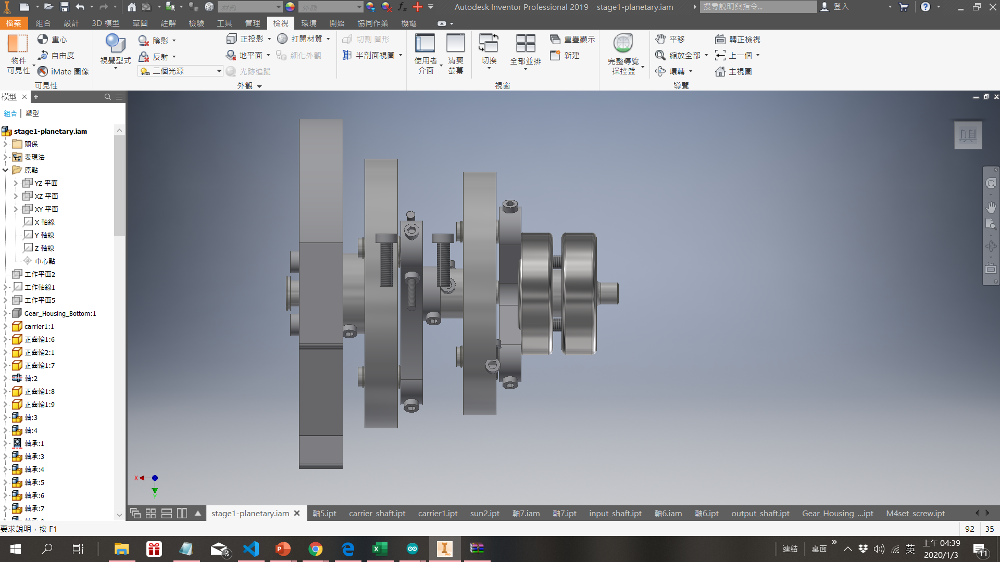 材料
外觀
Autodesk Inventor Professional 2019 stage1-planetary.iam
搜尋說明與指令...
登入
檔案 組合 設計 3D 模型 草圖 註解 檢驗 工具 管理 檢視 環境 開始 協同作業 機電
物件
可見性
重心
自由度
iMate 圖像
可見性
視覺型式
陰影
反射
二個光源
正投影
地平面
光跡追蹤
打開材質
細化外觀
外觀
切割 圖形
半剖面視圖
使用者
介面
清爽
螢幕
切換
全部並排
重疊顯示
新建
視窗
完整導覽
操控盤
平移
縮放全部
環轉
轉正檢視
上一個
主視圖
導覽
模型
組合 塑型
stage1-planetary.iam
關係
表現法
原點
YZ 平面
XZ 平面
XY 平面
X 軸線
Y 軸線
Z 軸線
中心點
工作平面2
工作軸線1
工作平面5
Gear_Housing_Bottom:1
carrier1:1
正齒輪1:6
正齒輪2:1
正齒輪1:7
軸:2
正齒輪1:8
正齒輪1:9
軸:3
軸:4
軸承:1
軸承:3
軸承:4
軸承:5
軸承:6
軸承:7
X
Y
stage1-planetary.iam 軸5.ipt carrier_shaft.ipt carrier1.ipt sun2.ipt 軸7.iam 軸7.ipt input_shaft.ipt 軸6.iam 軸6.ipt output_shaft.ipt Gear_Housing_...ipt M4set_screw.ipt
要求說明，按 F1
92 35
3
連結 桌面
英
上午 04:39
2020/1/3
11